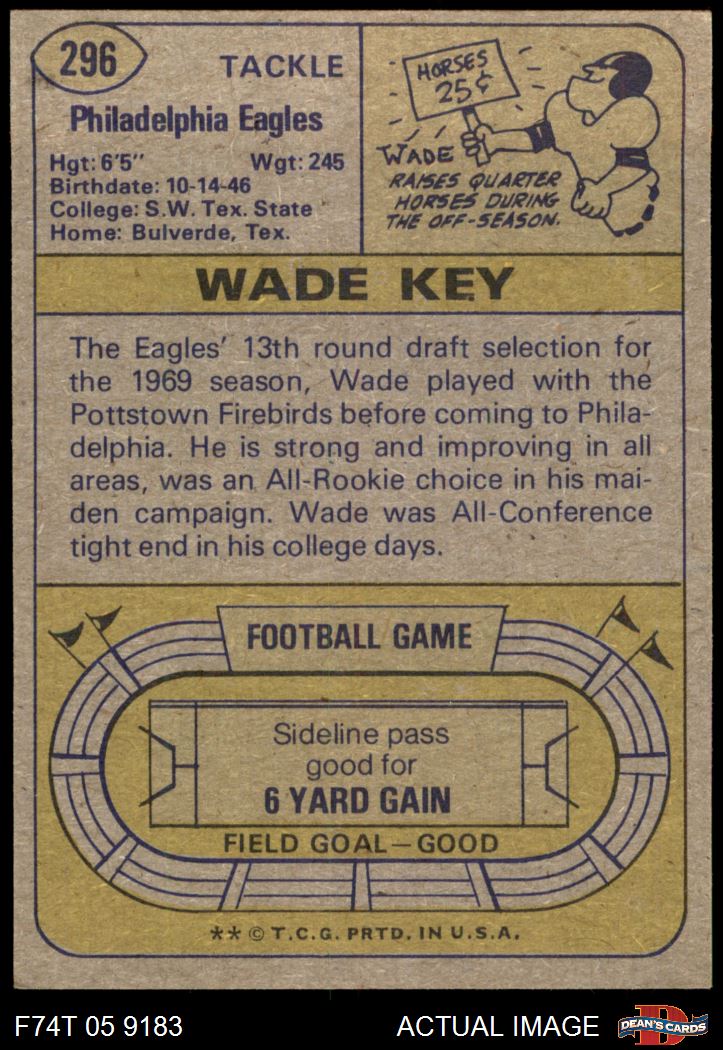 296
TACKLE
Philadelphia Eagles
Hgt: 6'5" Wgt: 245
Birthdate: 10-14-46
College: S.W. Tex. State
Home: Bulverde, Tex.
HORSES
25¢
WADE
RAISES QUARTER
HORSES DURING
THE OFF-SEASON.
WADE KEY
The Eagles' 13th round draft selection for
the 1969 season, Wade played with the
Pottstown Firebirds before coming to Phila-
delphia. He is strong and improving in all
areas, was an All-Rookie choice in his mai-
den campaign. Wade was All-Conference
tight end in his college days.
FOOTBALL GAME
Sideline pass
good for
6 YARD GAIN
FIELD GOAL—GOOD
** © T.C.G. PRTD. IN U.S.A.
F74T 05 9183
ACTUAL IMAGE
D
DEAN'S CARDS